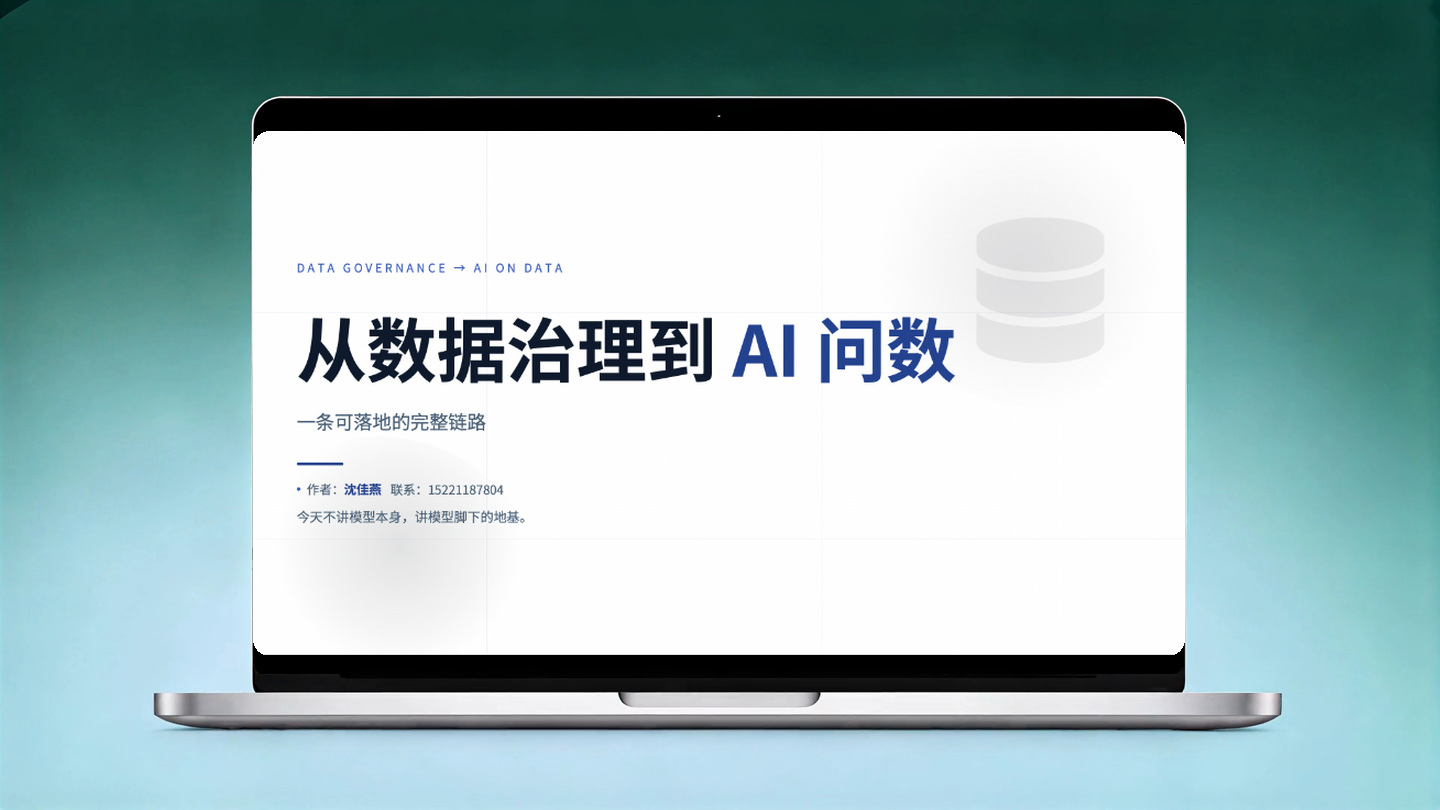 DATA GOVERNANCE → AI ON DATA
从数据治理到 AI 问数
一条可落地的完整链路
• 作者：沈佳燕 联系：15221187804
今天不讲模型本身，讲模型脚下的地基。